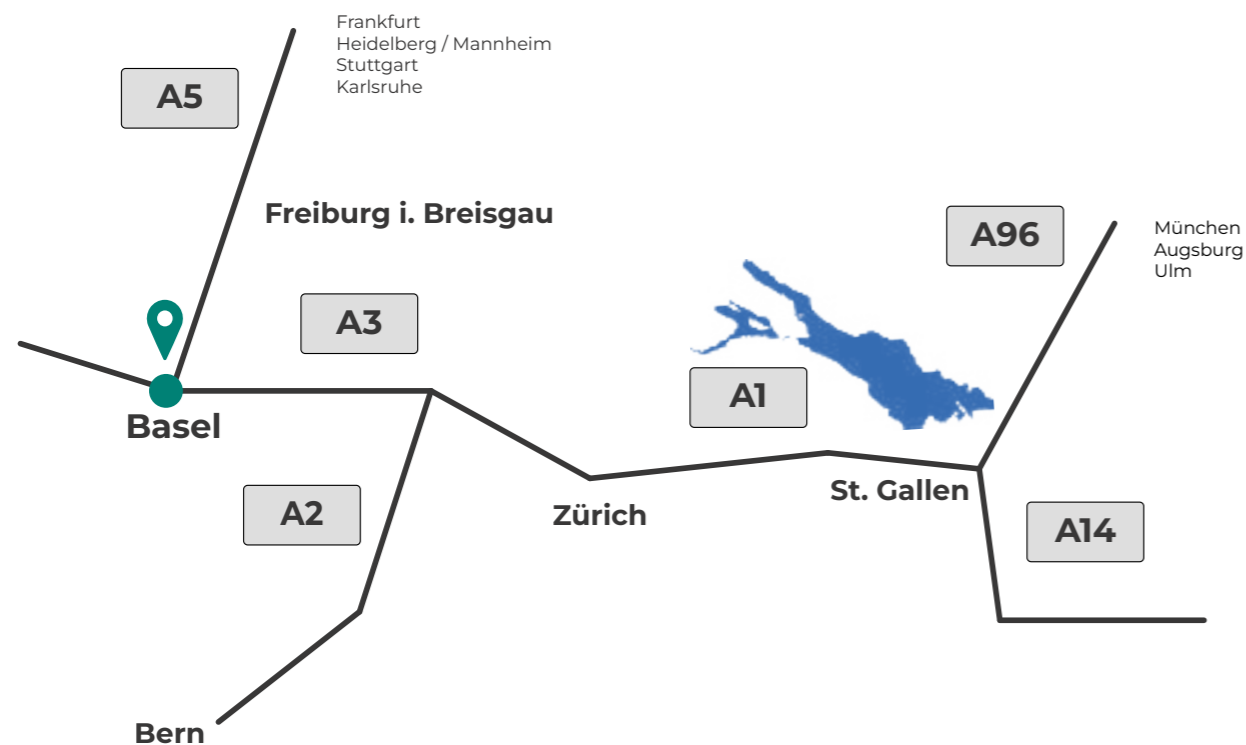 Frankfurt
Heidelberg / Mannheim
Stuttgart
Karlsruhe
A5
Freiburg i. Breisgau
A96
München
Augsburg
Ulm
A3
A1
Basel
A2
Zürich
St. Gallen
A14
Bern